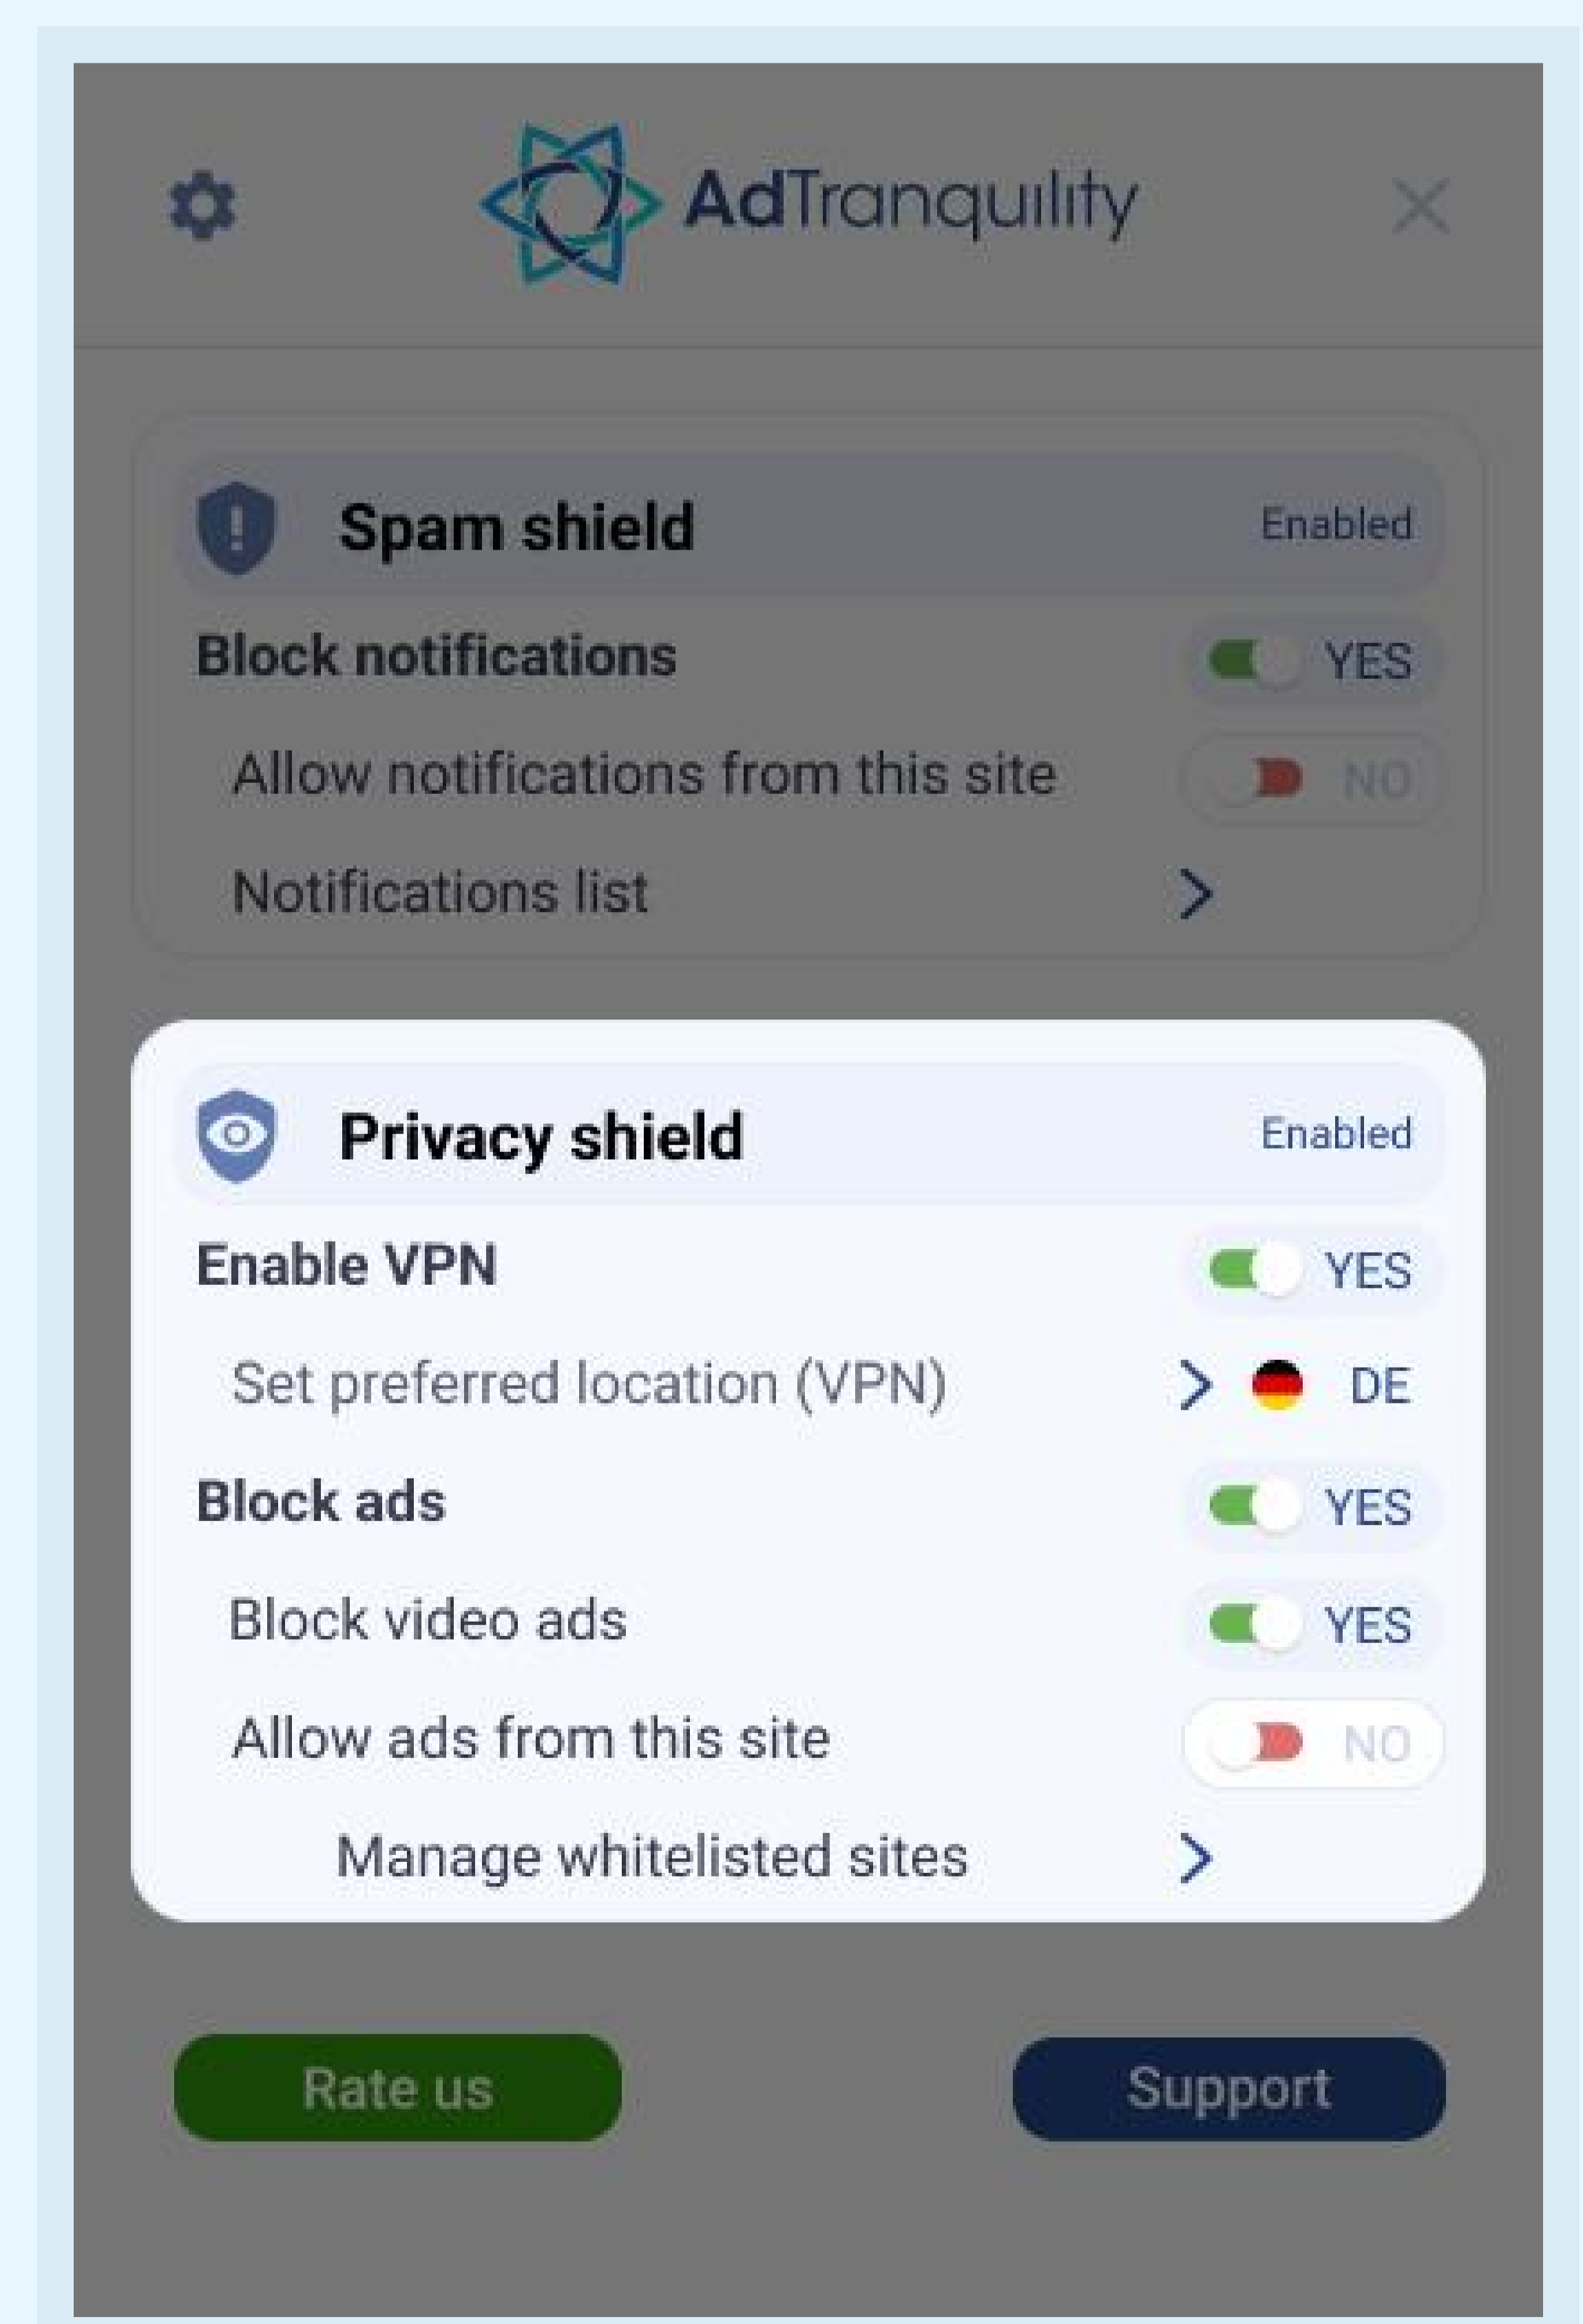 AdTranquility
Spam shield Enabled
Block notifications YES
Allow notifications from this site NO
Notifications list
Privacy shield Enabled
Enable VPN YES
Set preferred location (VPN) DE
Block ads YES
Block video ads YES
Allow ads from this site NO
Manage whitelisted sites
Rate us Support